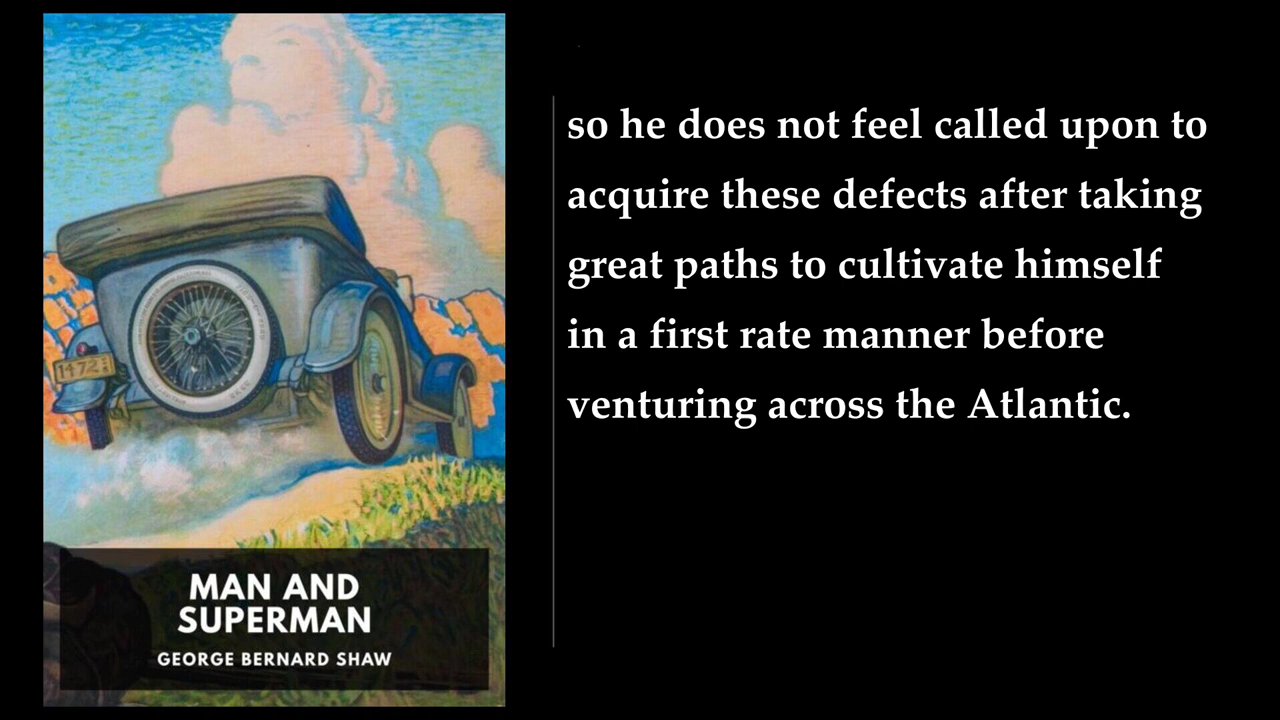 so he does not feel called upon to
acquire these defects after taking
great paths to cultivate himself
in a first rate manner before
venturing across the Atlantic.
1472
MAN AND
SUPERMAN
GEORGE BERNARD SHAW